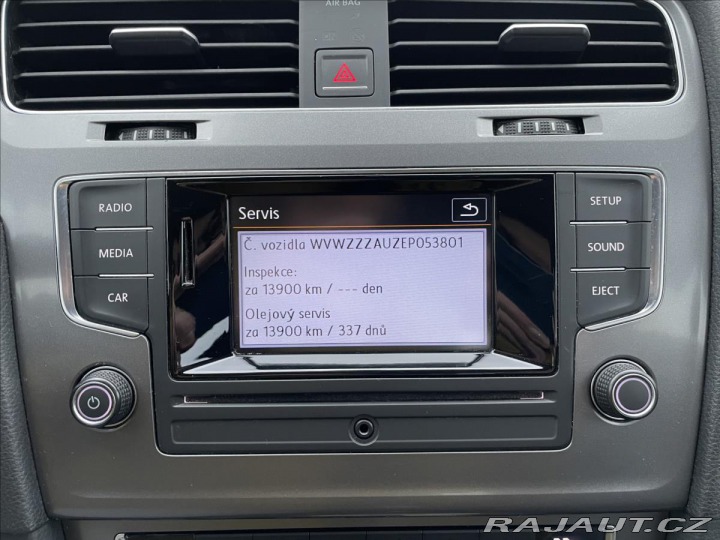 AIR BAG
RADIO
MEDIA
CAR
Servis
Č. vozidla WVWZZZAUZEP053801
Inspekce:
za 13900 km / --- den
Olejový servis
za 13900 km / 337 dnů
SETUP
SOUND
EJECT
RAJAUT.CZ